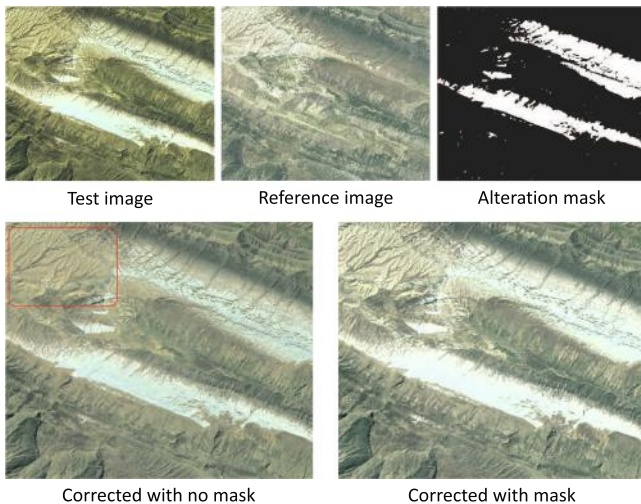 Test image
Reference image
Alteration mask
Corrected with no mask
Corrected with mask